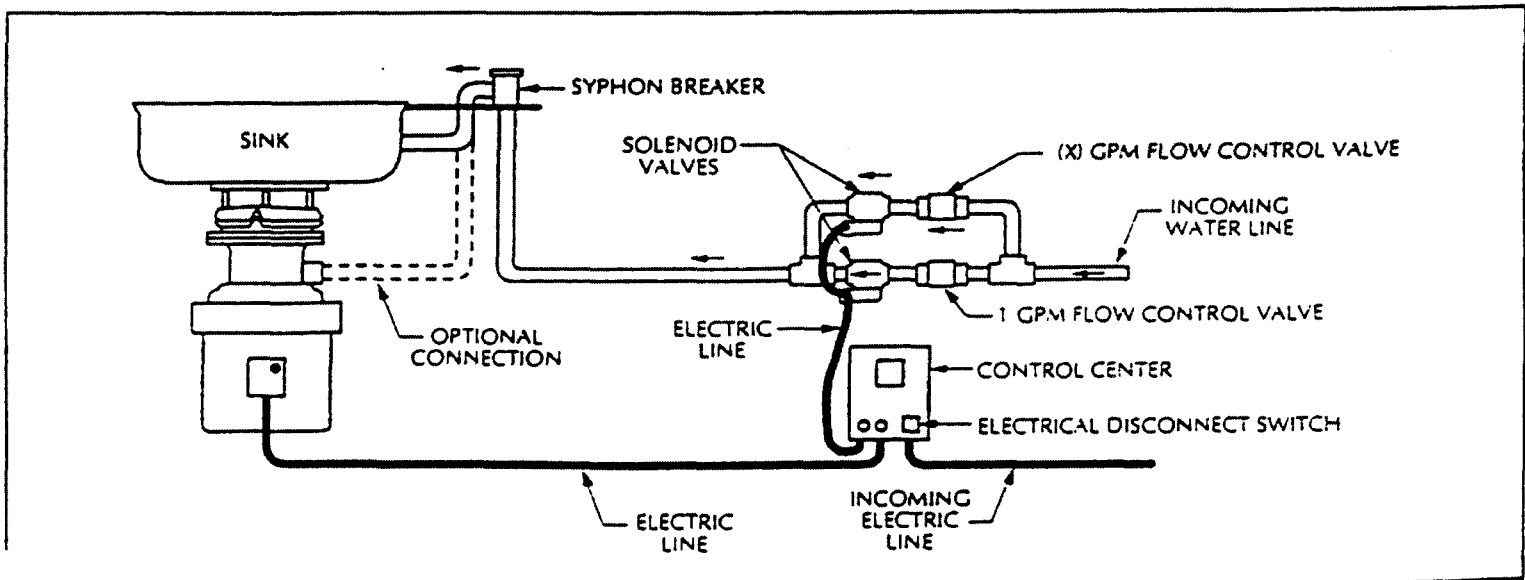 SYPHON BREAKER
SINK
SOLENOID
VALVES
(X) GPM FLOW CONTROL VALVE
INCOMING
WATER LINE
1 GPM FLOW CONTROL VALVE
OPTIONAL
CONNECTION
ELECTRIC
LINE
CONTROL CENTER
ELECTRICAL DISCONNECT SWITCH
ELECTRIC
LINE
INCOMING
ELECTRIC
LINE